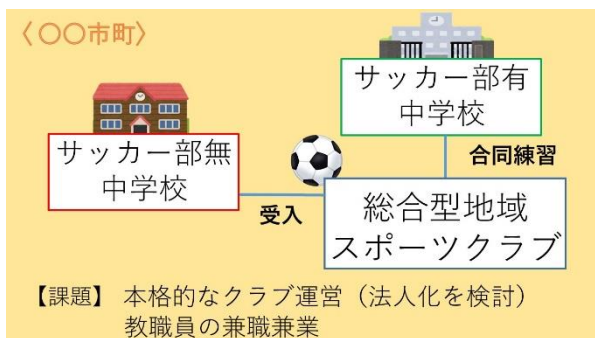 〈〇〇市町〉
サッカー部有
中学校
サッカー部無
中学校
合同練習
受入
総合型地域
スポーツクラブ
【課題】 本格的なクラブ運営（法人化を検討）
教職員の兼職兼業